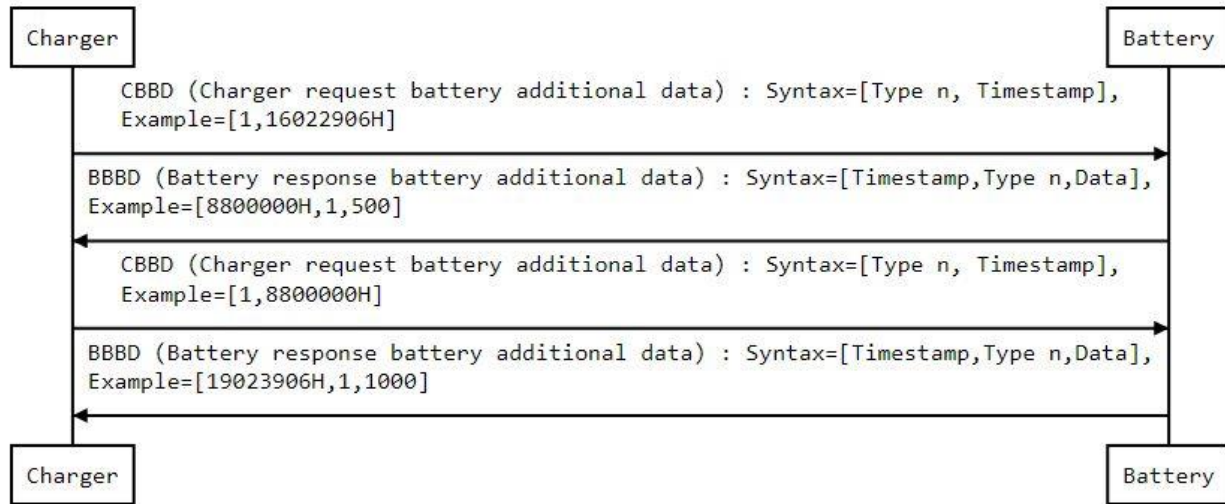 Charger
Battery
CBBD (Charger request battery additional data) : Syntax=[Type n, Timestamp],
Example=[1,16022906H]
BBBD (Battery response battery additional data) : Syntax=[Timestamp,Type n,Data],
Example=[8800000H,1,500]
CBBD (Charger request battery additional data) : Syntax=[Type n, Timestamp],
Example=[1,8800000H]
BBBD (Battery response battery additional data) : Syntax=[Timestamp,Type n,Data],
Example=[19023906H,1,1000]
Charger
Battery